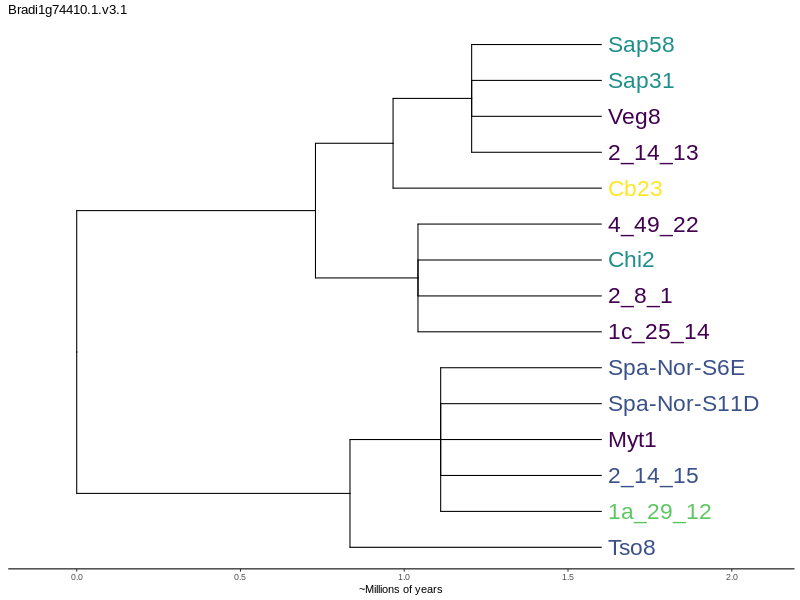 Bradi1g74410.1.v3.1
Sap58
Sap31
Veg8
2_14_13
Cb23
4_49_22
Chi2
2_8_1
1c_25_14
Spa-Nor-S6E
Spa-Nor-S11D
Myt1
2_14_15
1a_29_12
Tso8
0.0 0.5 1.0 1.5 2.0
~Millions of years